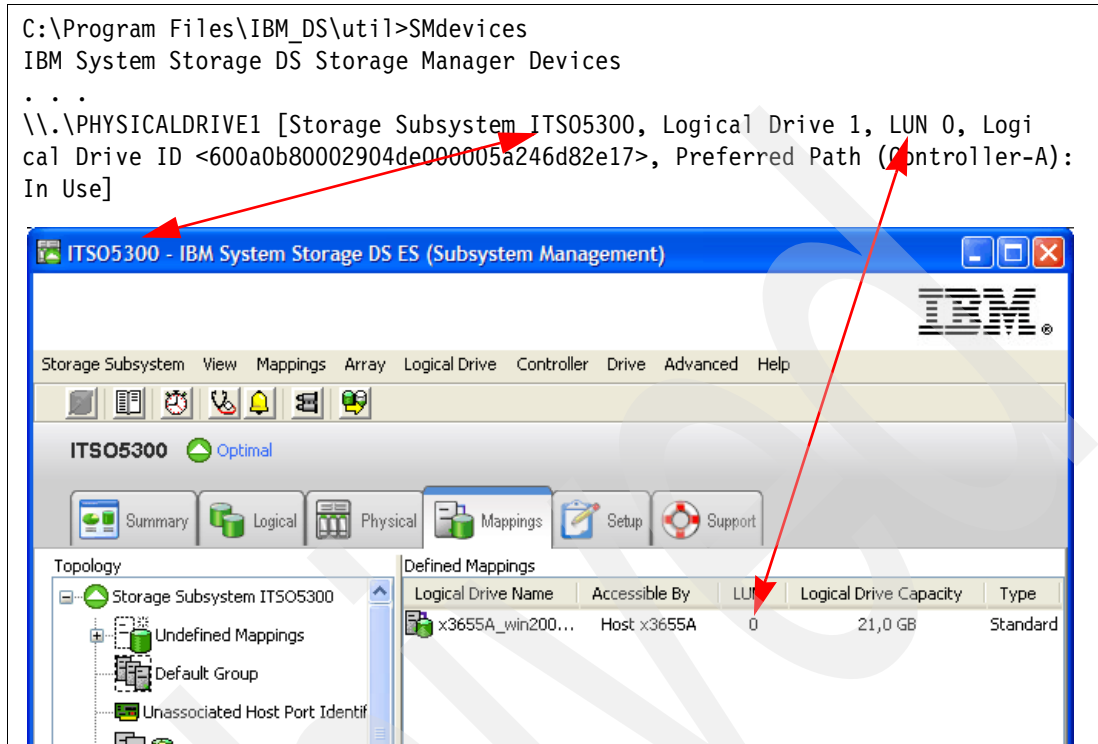 C:\Program Files\IBM_DS\util>SMdevices
IBM System Storage DS Storage Manager Devices
. . .
\\.\PHYSICALDRIVE1 [Storage Subsystem ITSO5300, Logical Drive 1, LUN 0, Logi
cal Drive ID <600a0b80002904de000005a246d82e17>, Preferred Path (Controller-A):
In Use]
ITSO5300 - IBM System Storage DS ES (Subsystem Management)
IBM®
Storage Subsystem View Mappings Array Logical Drive Controller Drive Advanced Help
ITSO5300 Optimal
Summary Logical Physical Mappings Setup Support
Topology Defined Mappings
Logical Drive Name Accessible By LUN Logical Drive Capacity Type
Storage Subsystem ITSO5300
x3655A_win200... Host x3655A 0 21,0 GB Standard
Undefined Mappings
Default Group
Unassociated Host Port Identif